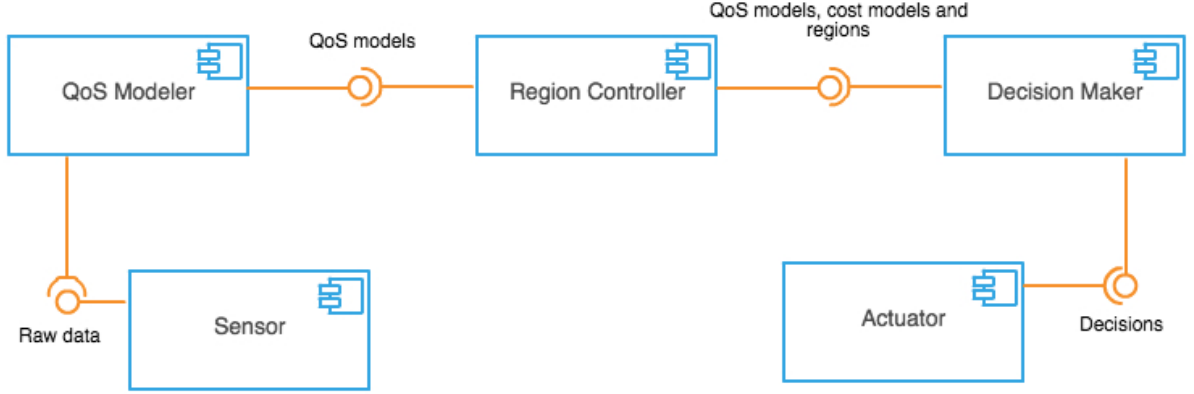 QoS models, cost models and
regions
QoS models
QoS Modeler
Region Controller
Decision Maker
Sensor
Actuator
Raw data
Decisions